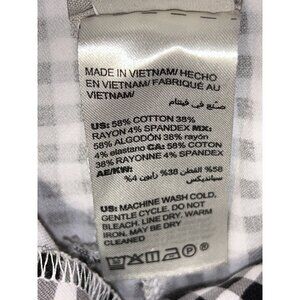 MADE IN VIETNAM/ HECHO
EN VIETNAM/ FABRIQUÉ AU
VIETNAM/
صنع في فيتنام
US: 58% COTTON 38%
RAYON 4% SPANDEX MX:
58% ALGODÓN 38% rayón
4% elastano CA: 58% COTON
38% RAYONNE 4% SPANDEX
AE/KW:
58% القطن 38% رايون 4%
سبانديكس
US: MACHINE WASH COLD.
GENTLE CYCLE. DO NOT
BLEACH. LINE DRY. WARM
IRON. MAY BE DRY
CLEANED